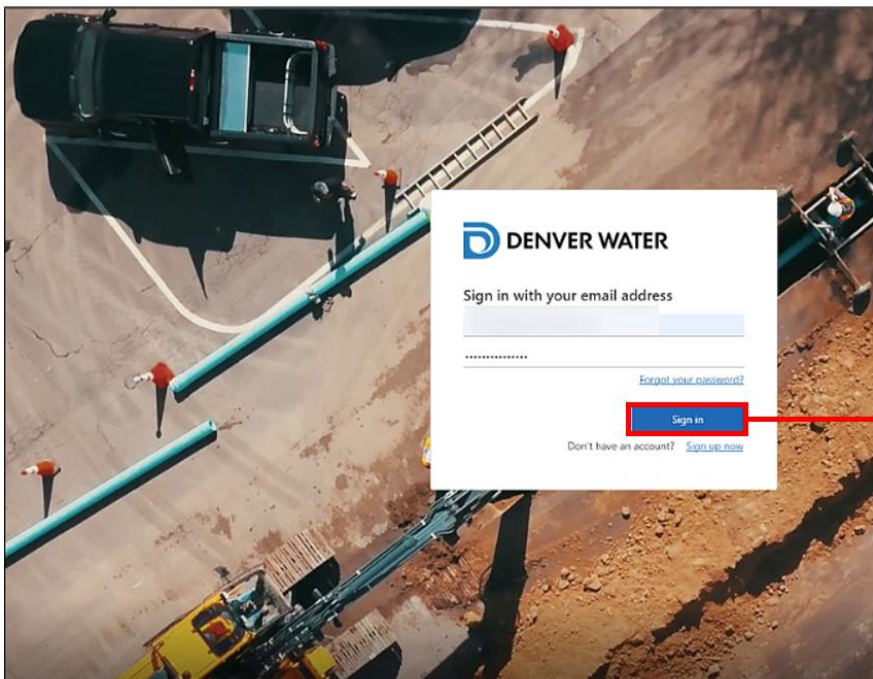 DENVER WATER
Sign in with your email address
Forgot your password?
Sign in
Don't have an account? Sign up now